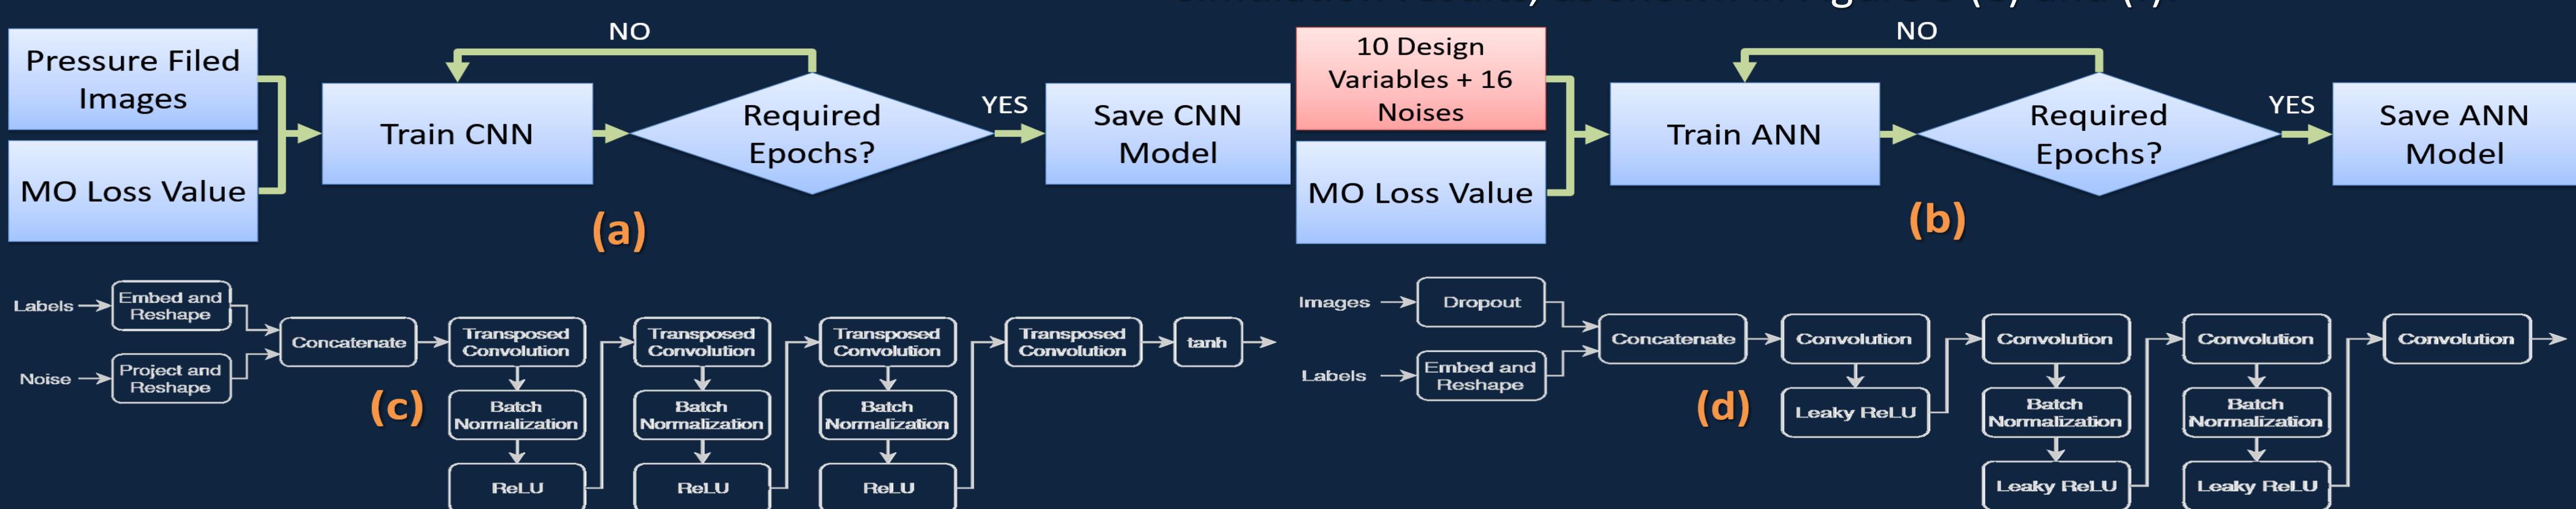 NO
Pressure Filed
Images
MO Loss Value
Train CNN
Required
Epochs?
YES
Save CNN
Model
(a)
NO
10 Design
Variables + 16
Noises
MO Loss Value
Train ANN
Required
Epochs?
YES
Save ANN
Model
(b)
Labels
Embed and
Reshape
Noise
Project and
Reshape
Concatenate
Transposed
Convolution
Batch
Normalization
ReLU
Transposed
Convolution
Batch
Normalization
ReLU
Transposed
Convolution
Batch
Normalization
ReLU
Transposed
Convolution
tanh
(c)
Images
Dropout
Labels
Embed and
Reshape
Concatenate
Convolution
Leaky ReLU
Convolution
Batch
Normalization
Leaky ReLU
Convolution
Batch
Normalization
Leaky ReLU
Convolution
(d)